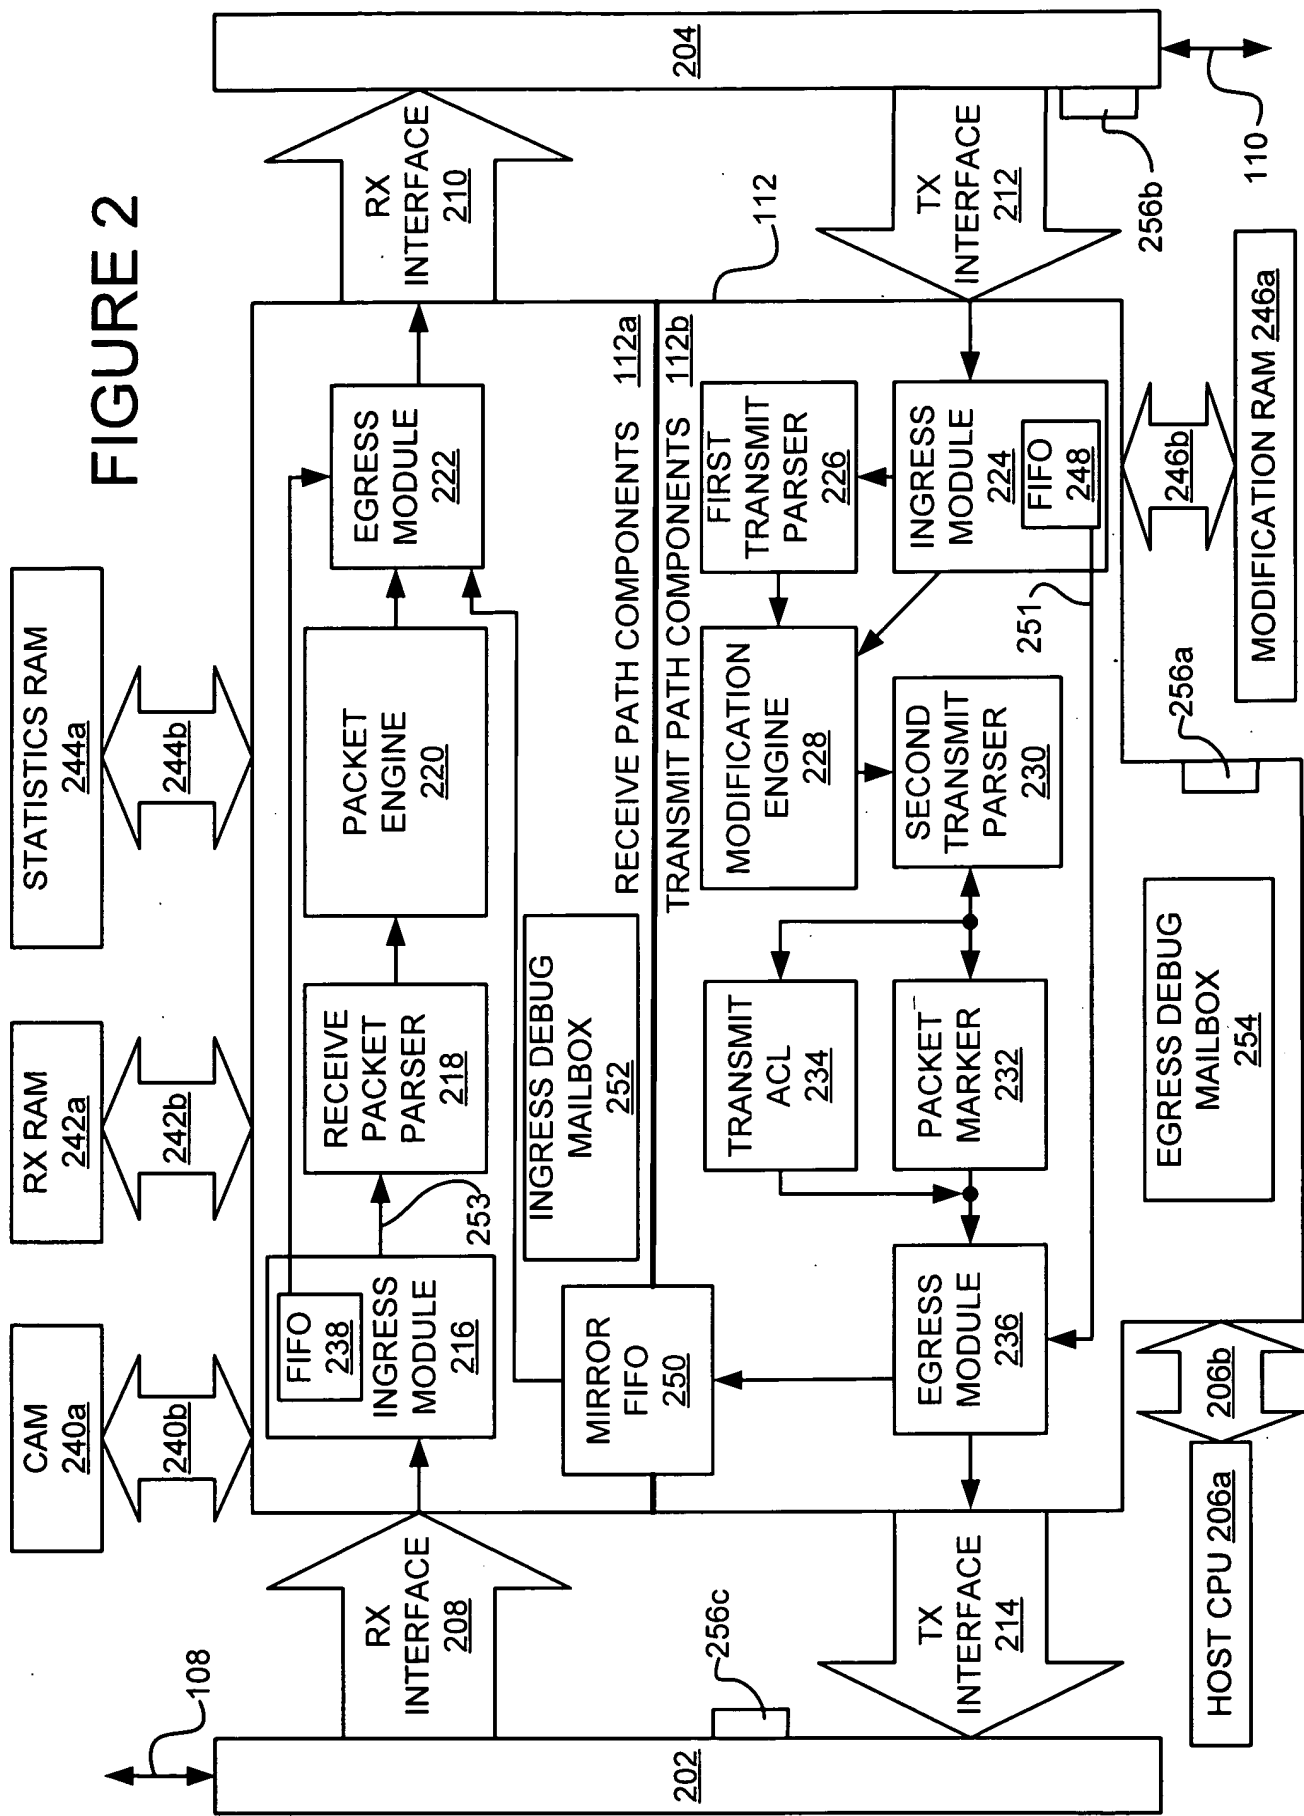 FIGURE 2
CAM
240a
240b
RX RAM
242a
242b
STATISTICS RAM
244a
244b
108
202
256c
RX
INTERFACE
208
FIFO
238
INGRESS
MODULE
216
253
RECEIVE
PACKET
PARSER
218
PACKET
ENGINE
220
EGRESS
MODULE
222
RX
INTERFACE
210
204
MIRROR
FIFO
250
INGRESS DEBUG
MAILBOX
252
RECEIVE PATH COMPONENTS 112a
TRANSMIT PATH COMPONENTS 112b
112
TX
INTERFACE
214
EGRESS
MODULE
236
TRANSMIT
ACL
234
PACKET
MARKER
232
MODIFICATION
ENGINE
228
SECOND
TRANSMIT
PARSER
230
FIRST
TRANSMIT
PARSER
226
INGRESS
MODULE
224
FIFO
248
251
TX
INTERFACE
212
256b
110
HOST CPU 206a
206b
EGRESS DEBUG
MAILBOX
254
256a
246b
MODIFICATION RAM 246a